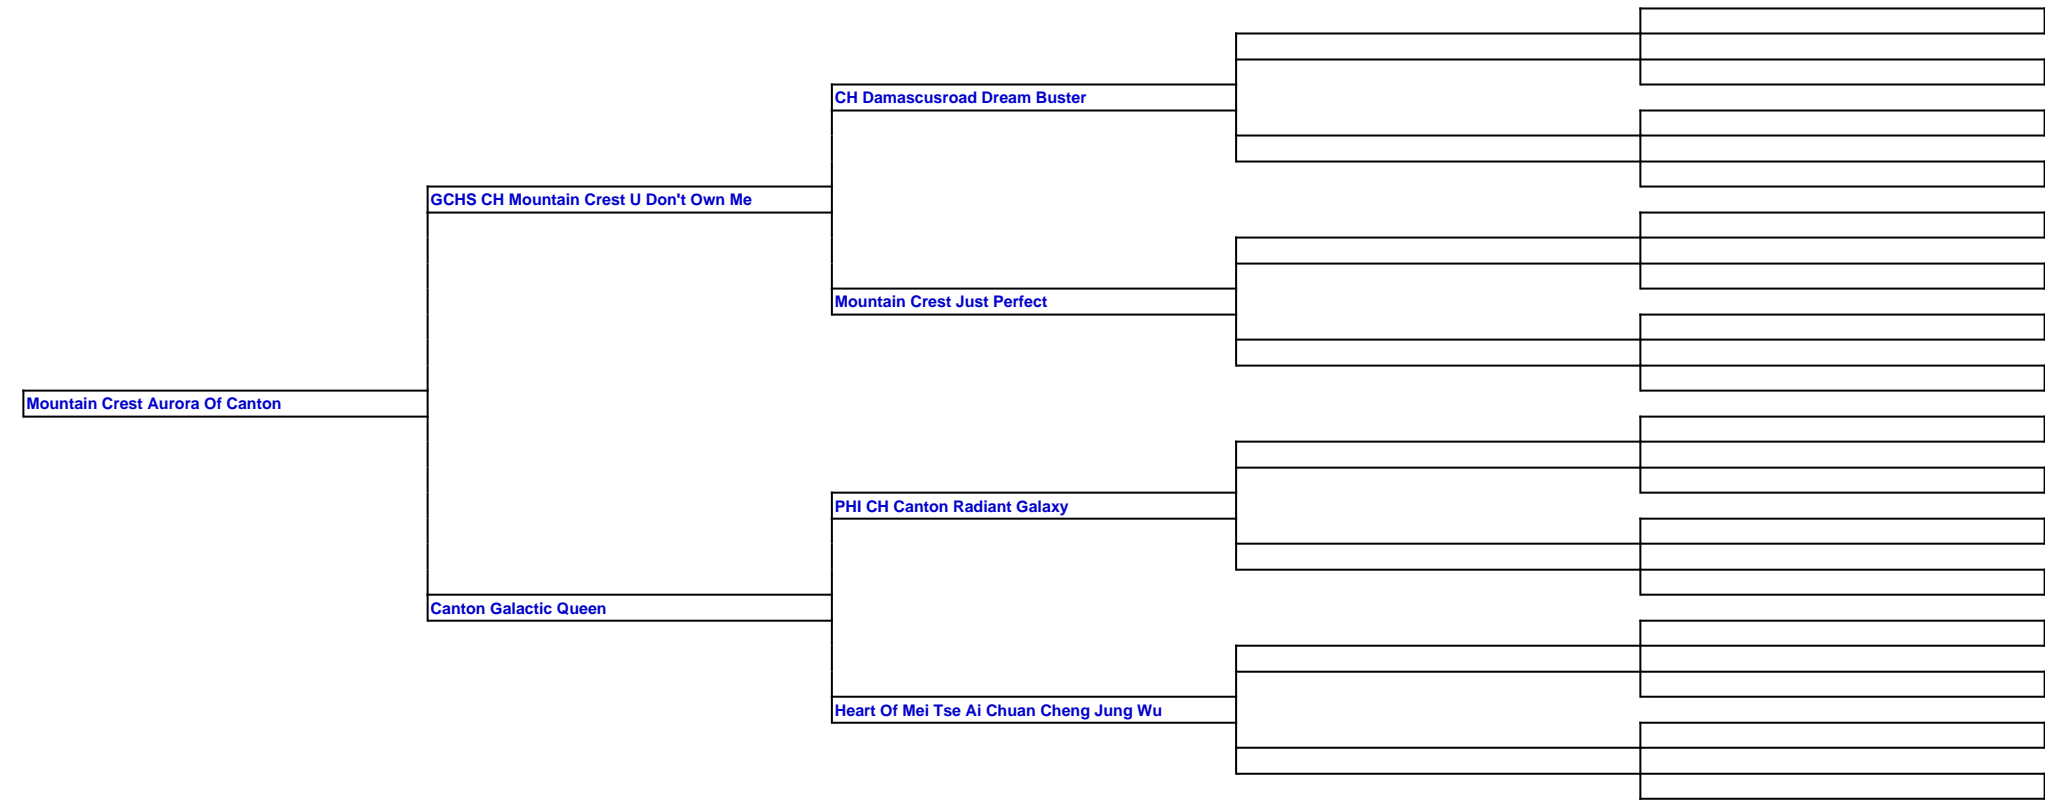 CH Damascusroad Dream Buster
GCHS CH Mountain Crest U Don't Own Me
Mountain Crest Just Perfect
Mountain Crest Aurora Of Canton
PHI CH Canton Radiant Galaxy
Canton Galactic Queen
Heart Of Mei Tse Ai Chuan Cheng Jung Wu